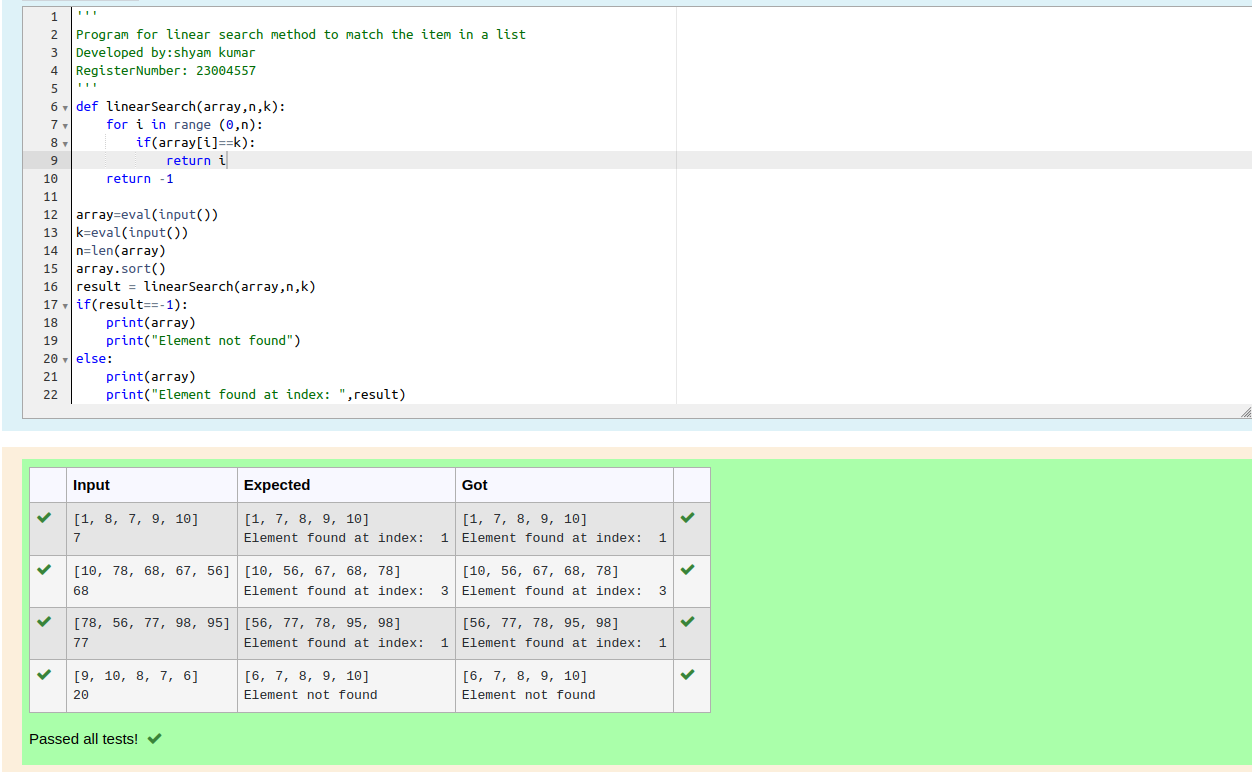 1 '''
2 Program for linear search method to match the item in a list
3 Developed by:shyam kumar
4 RegisterNumber: 23004557
5 '''
6 def linearSearch(array,n,k):
7     for i in range (0,n):
8         if(array[i]==k):
9             return i
10     return -1
11
12 array=eval(input())
13 k=eval(input())
14 n=len(array)
15 array.sort()
16 result = linearSearch(array,n,k)
17 if(result==-1):
18     print(array)
19     print("Element not found")
20 else:
21     print(array)
22     print("Element found at index: ",result)
Input Expected Got
[1, 8, 7, 9, 10] [1, 7, 8, 9, 10] [1, 7, 8, 9, 10]
7 Element found at index:  1 Element found at index:  1
[10, 78, 68, 67, 56] [10, 56, 67, 68, 78] [10, 56, 67, 68, 78]
68 Element found at index:  3 Element found at index:  3
[78, 56, 77, 98, 95] [56, 77, 78, 95, 98] [56, 77, 78, 95, 98]
77 Element found at index:  1 Element found at index:  1
[9, 10, 8, 7, 6] [6, 7, 8, 9, 10] [6, 7, 8, 9, 10]
20 Element not found Element not found
Passed all tests!